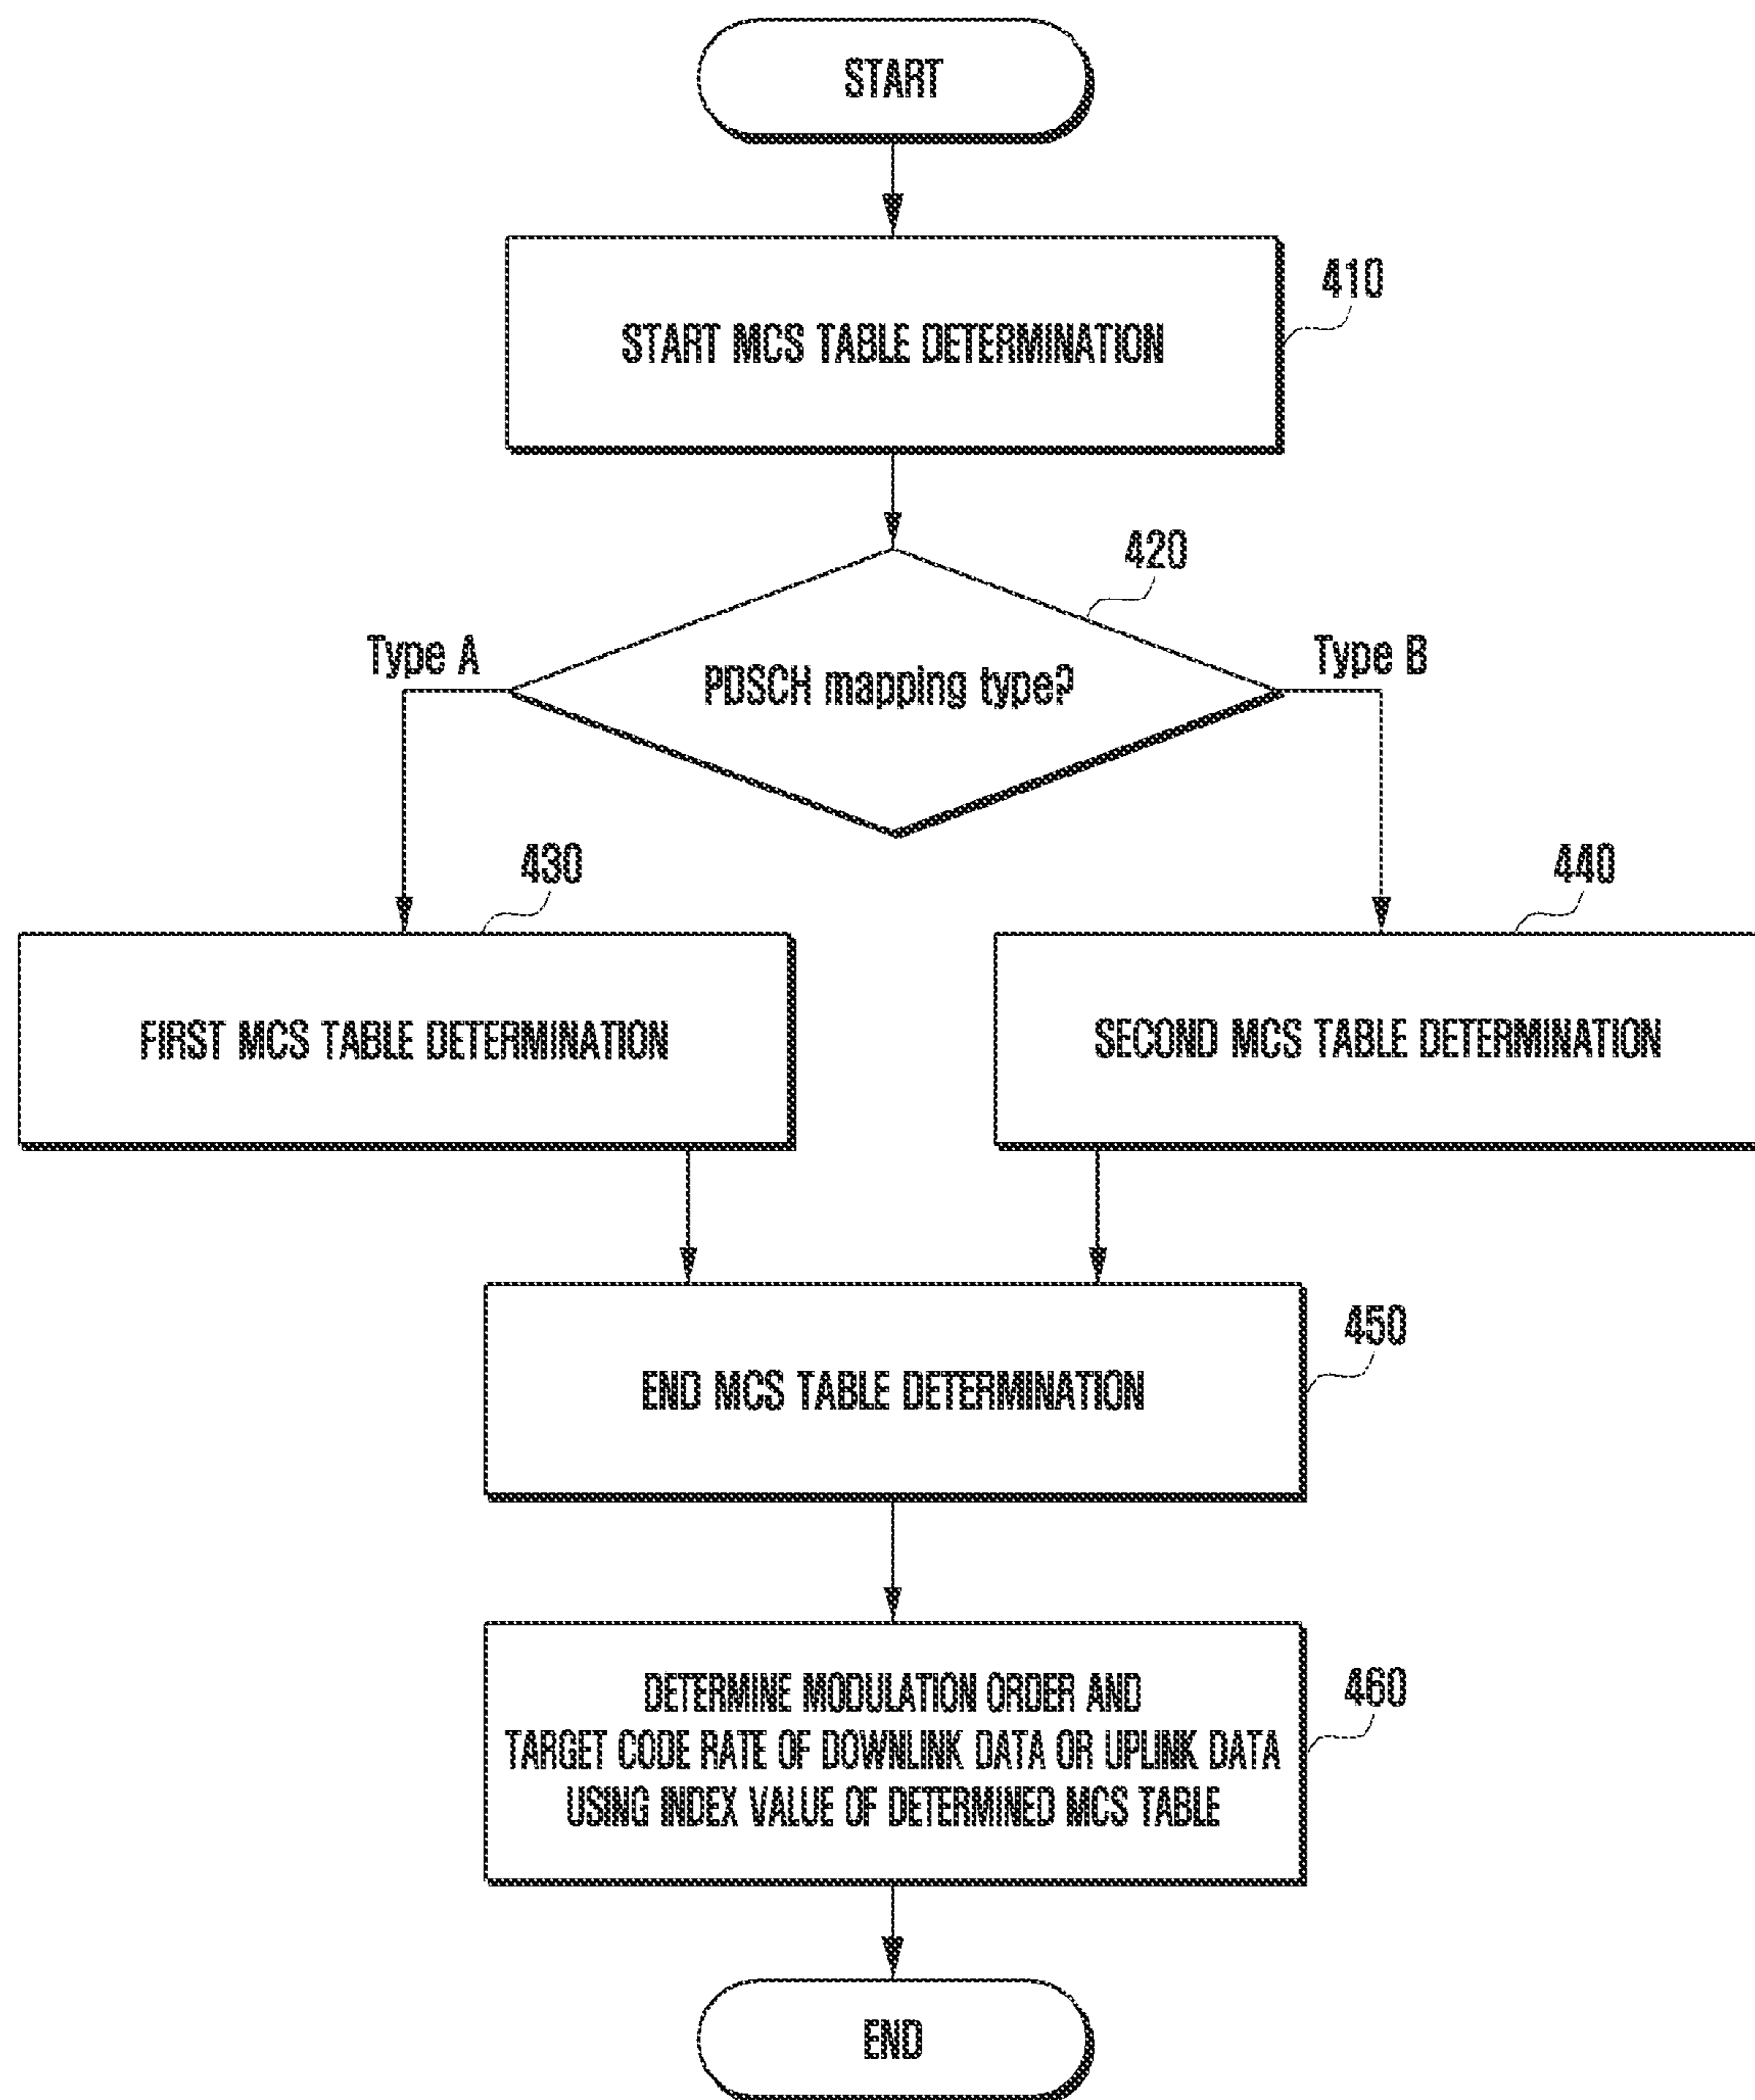 START
START MCS TABLE DETERMINATION
410
420
Type A
PDSCH mapping type?
Type B
430
440
FIRST MCS TABLE DETERMINATION
SECOND MCS TABLE DETERMINATION
END MCS TABLE DETERMINATION
450
DETERMINE MODULATION ORDER AND
TARGET CODE RATE OF DOWNLINK DATA OR UPLINK DATA
USING INDEX VALUE OF DETERMINED MCS TABLE
460
END